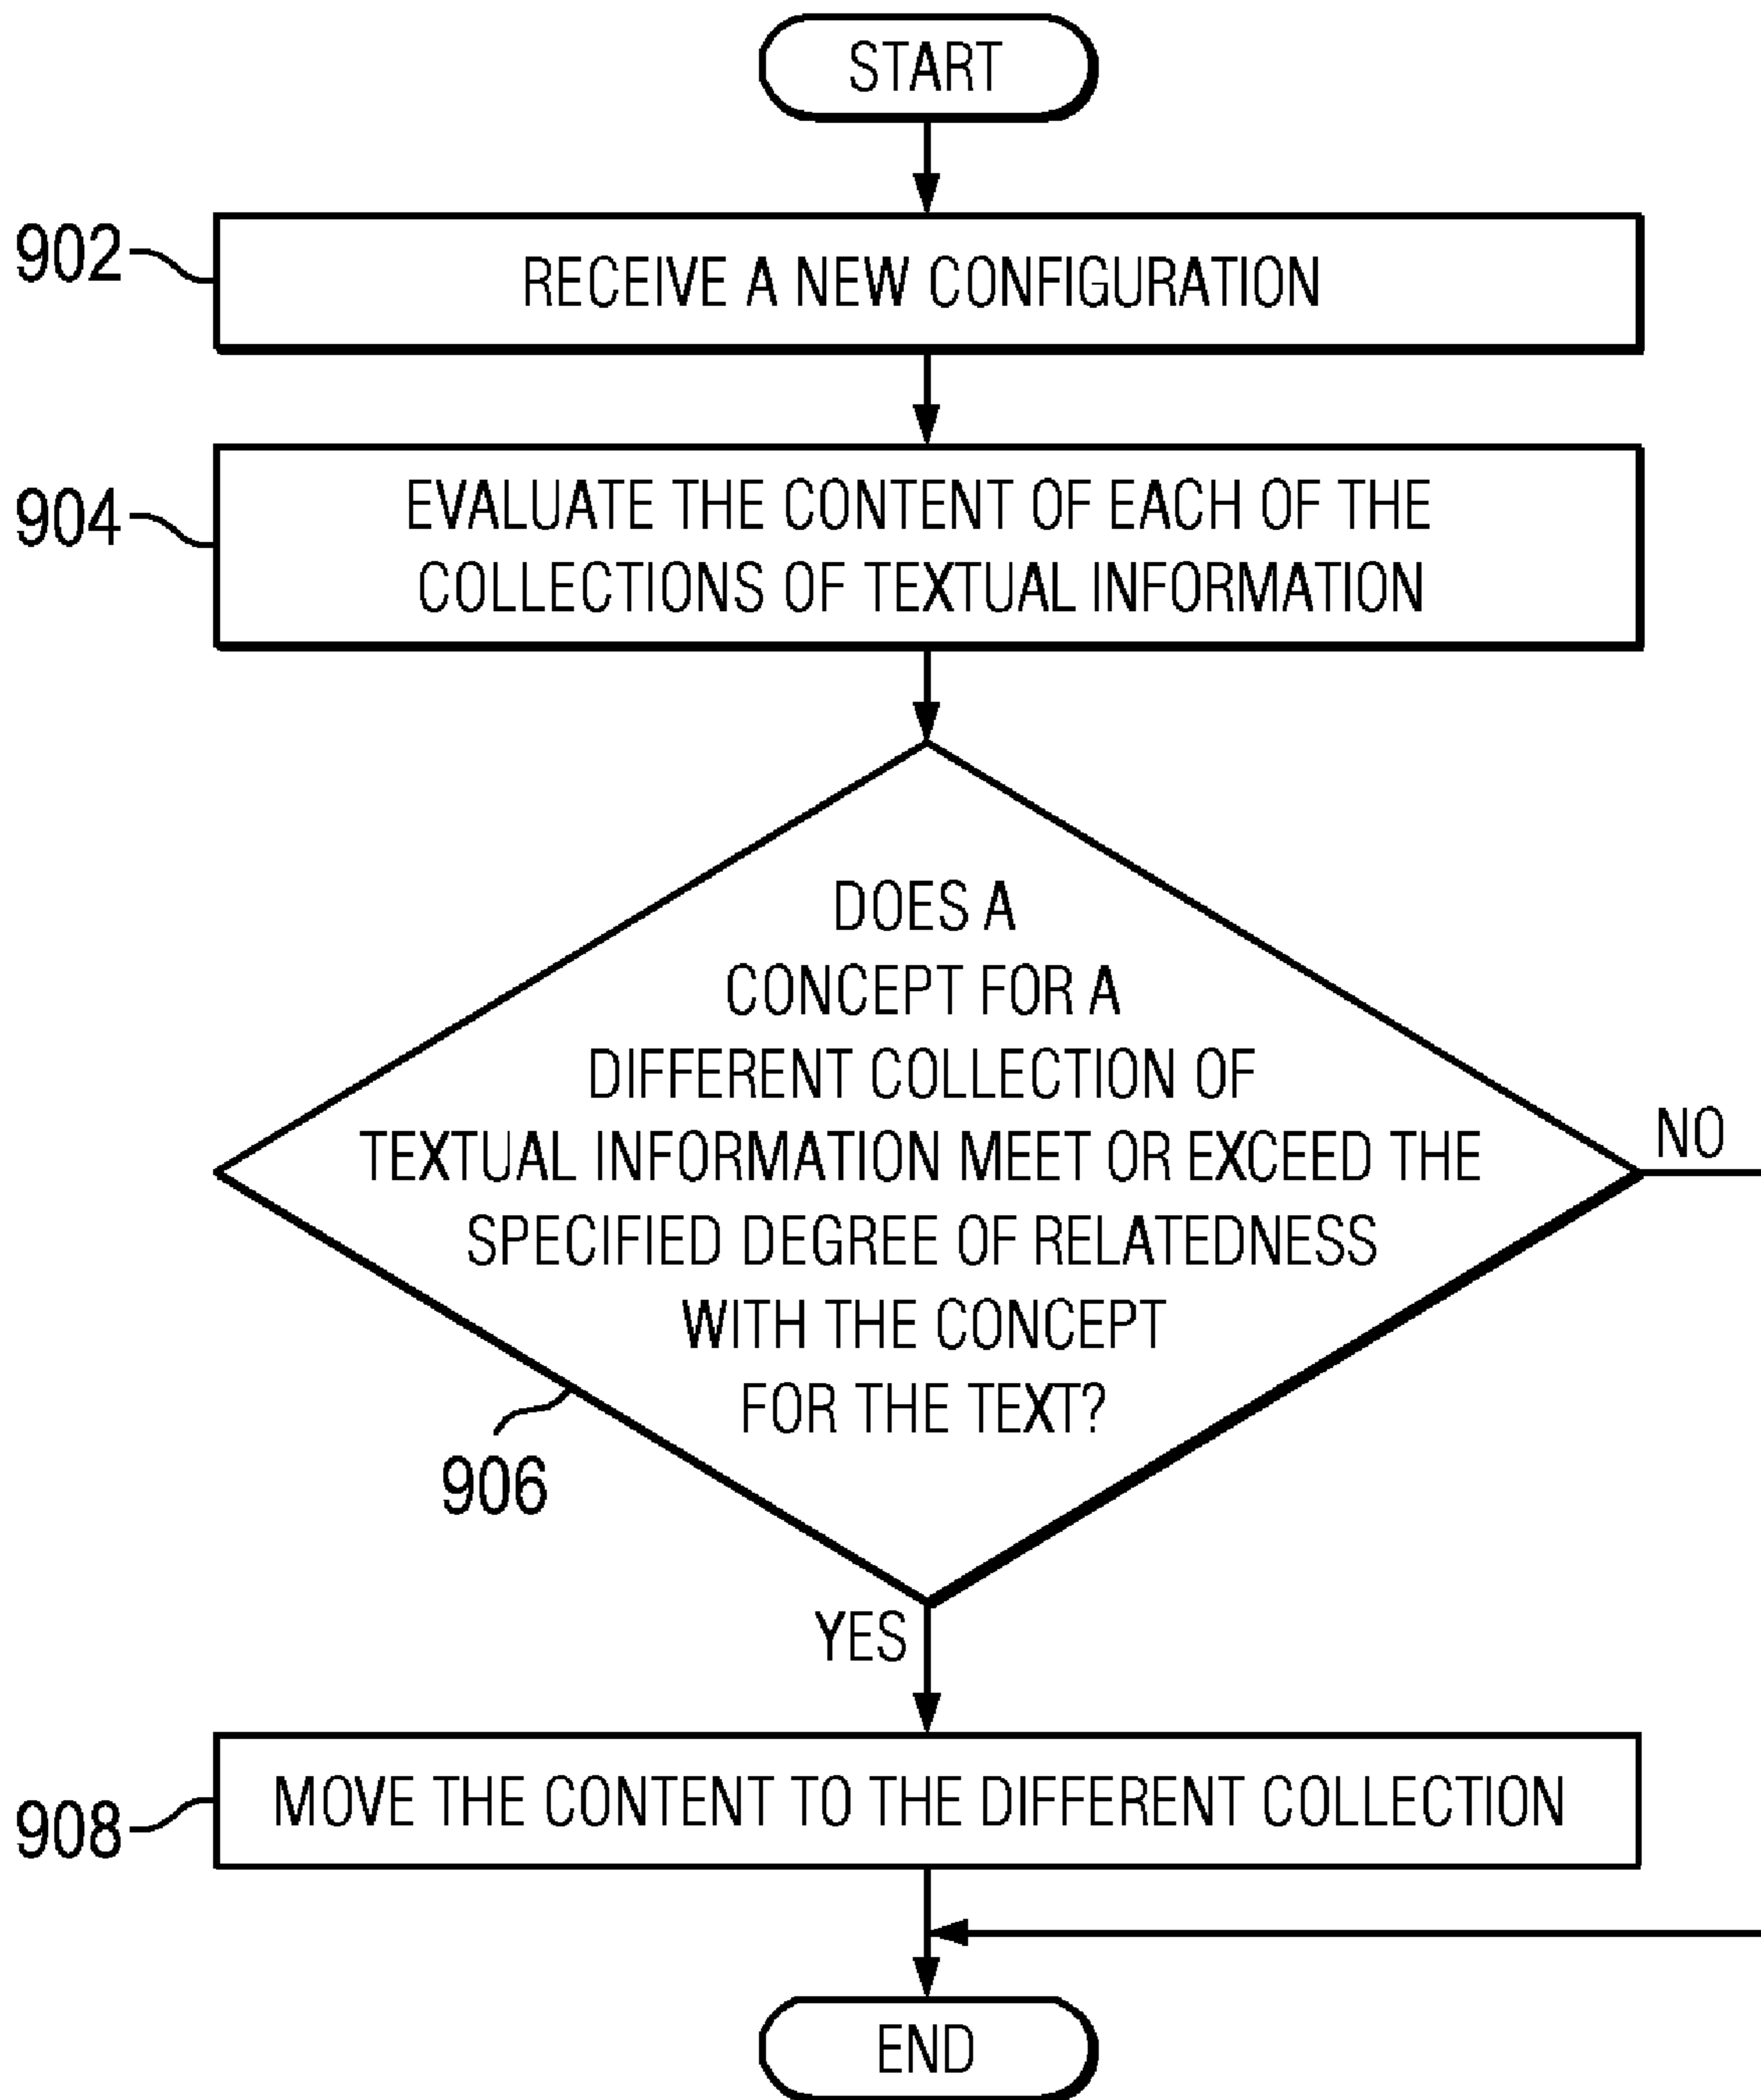 START
902
RECEIVE A NEW CONFIGURATION
904
EVALUATE THE CONTENT OF EACH OF THE
COLLECTIONS OF TEXTUAL INFORMATION
DOES A
CONCEPT FOR A
DIFFERENT COLLECTION OF
TEXTUAL INFORMATION MEET OR EXCEED THE
SPECIFIED DEGREE OF RELATEDNESS
WITH THE CONCEPT
FOR THE TEXT?
NO
906
YES
908
MOVE THE CONTENT TO THE DIFFERENT COLLECTION
END